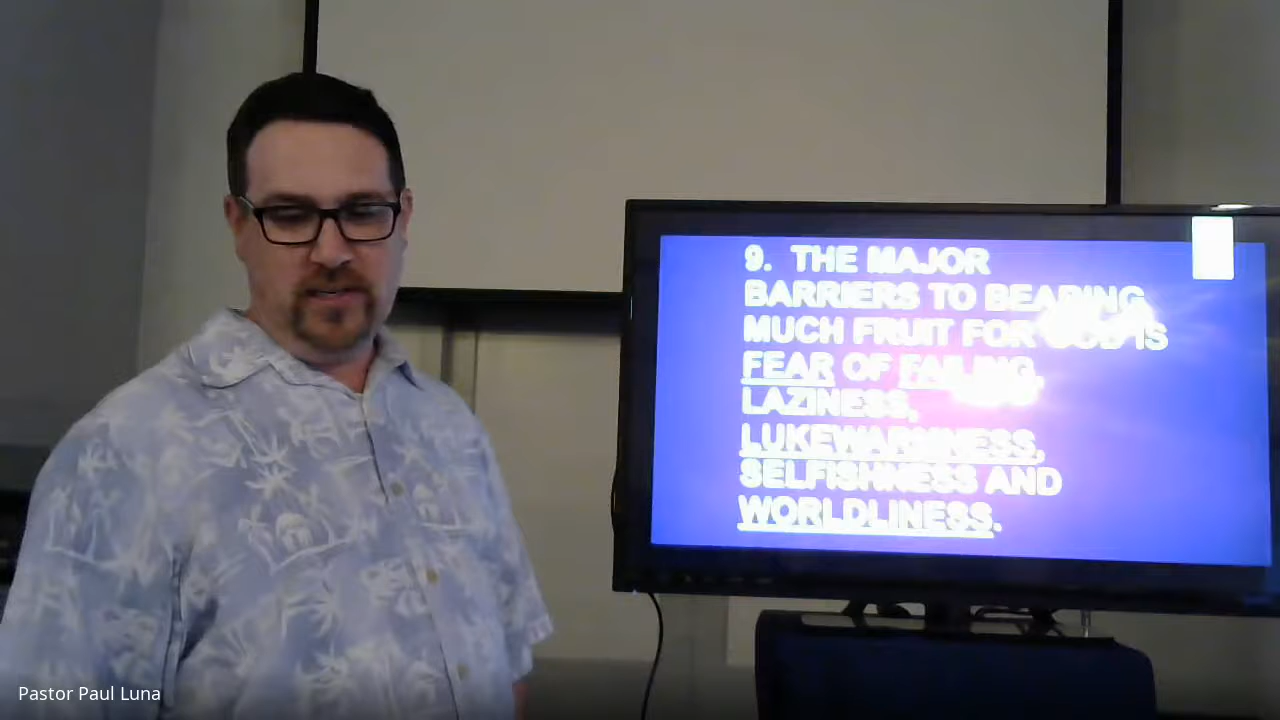 9. THE MAJOR
BARRIERS TO BEARING
MUCH FRUIT FOR GOD IS
FEAR OF FAILING,
LAZINESS,
LUKEWARMNESS,
SELFISHNESS AND
WORLDLINESS.
Pastor Paul Luna